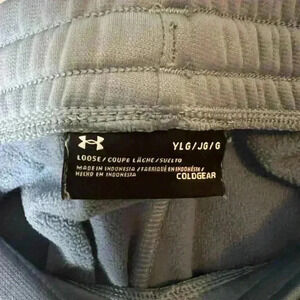 YLG/JG/G
LOOSE/COUPE LÂCHE/SUELTO
MADE IN INDONESIA/FABRIQUÉ EN INDONÉSIE/
HECHO EN INDONESIA
COLDGEAR